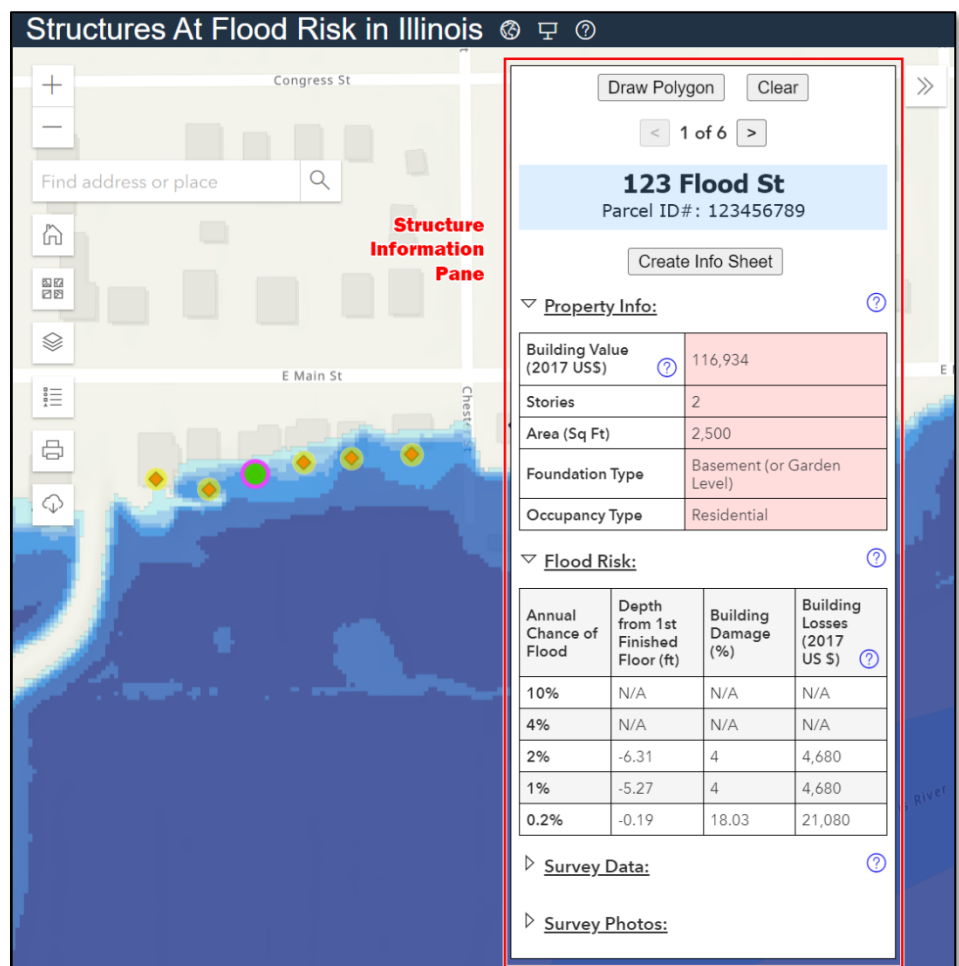 Structures At Flood Risk in Illinois
Congress St
Find address or place
Structure
Information
Pane
E Main St
Draw Polygon Clear
< 1 of 6 >
123 Flood St
Parcel ID#: 123456789
Create Info Sheet
Property Info:
Building Value
(2017 US$) 116,934
Stories 2
Area (Sq Ft) 2,500
Foundation Type Basement (or Garden
Level)
Occupancy Type Residential
Flood Risk:
Annual
Chance of
Flood
Depth
from 1st
Finished
Floor (ft)
Building
Damage
(%)
Building
Losses
(2017
US $)
10% N/A N/A N/A
4% N/A N/A N/A
2% -6.31 4 4,680
1% -5.27 4 4,680
0.2% -0.19 18.03 21,080
Survey Data:
Survey Photos:
River